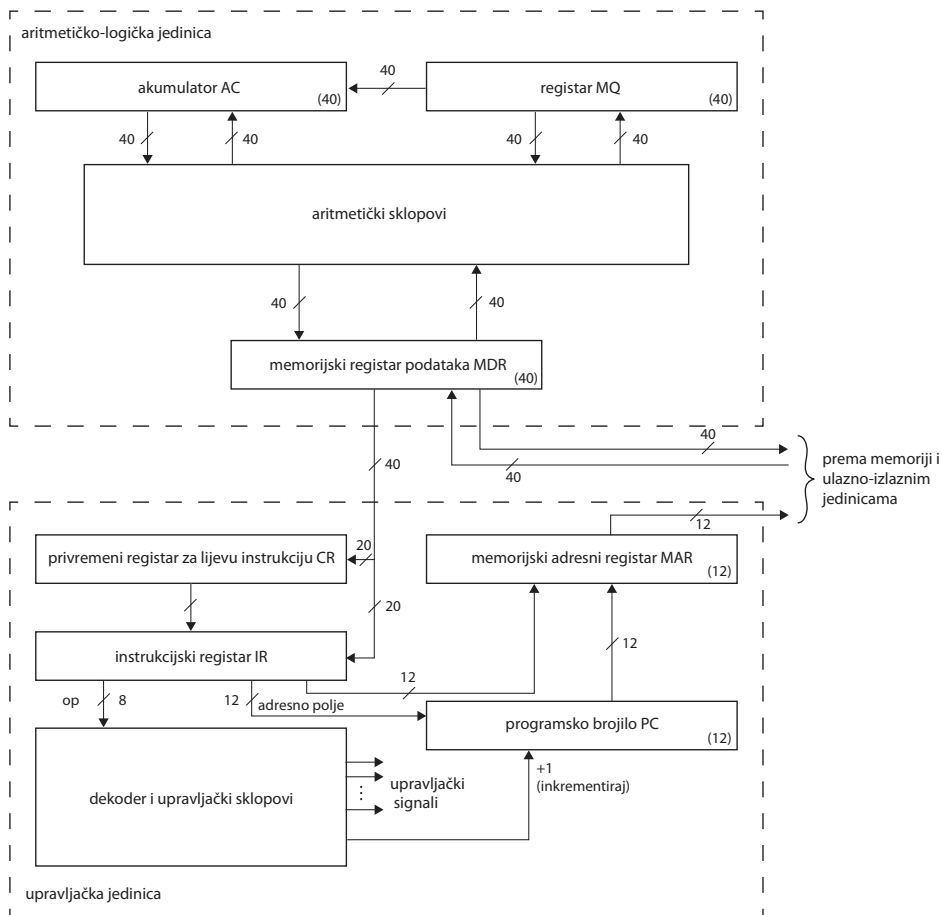 aritmetičko-logička jedinica
akumulator AC
(40)
40
registar MQ
(40)
40
40
40
40
aritmetički sklopovi
40
40
memorijski registar podataka MDR
(40)
40
40
40
prema memoriji i
ulazno-izlaznim
jedinicama
12
privremeni registar za lijevu instrukciju CR
20
memorijski adresni registar MAR
(12)
20
12
instrukcijski registar IR
12
op
8
12
adresno polje
programsko brojilo PC
(12)
dekoder i upravljački sklopovi
upravljački
signali
+1
(inkrementiraj)
upravljačka jedinica